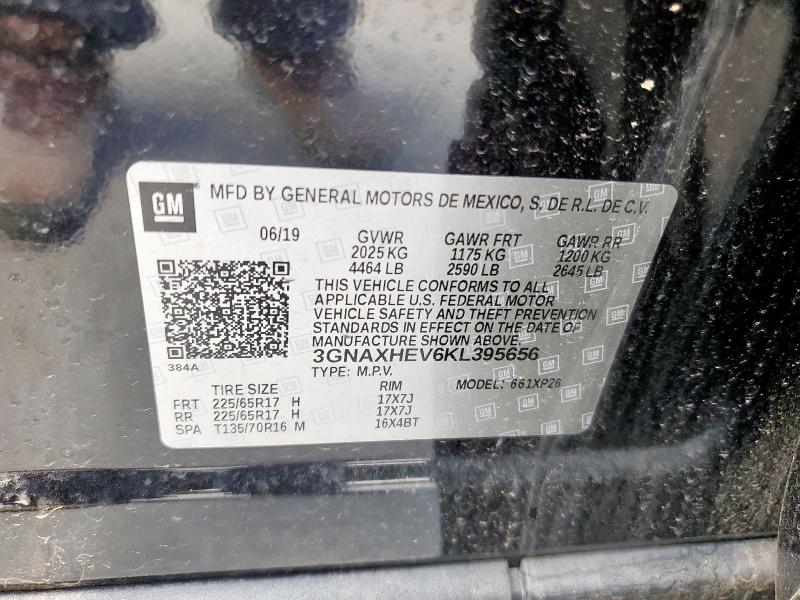 GM MFD BY GENERAL MOTORS DE MEXICO, S. DE R.L. DE C.V.
06/19 GVWR GAWR FRT GAWR RR
2025 KG 1175 KG 1200 KG
4464 LB 2590 LB 2645 LB
THIS VEHICLE CONFORMS TO ALL
APPLICABLE U.S. FEDERAL MOTOR
VEHICLE SAFETY AND THEFT PREVENTION
STANDARDS IN EFFECT ON THE DATE OF
MANUFACTURE SHOWN ABOVE.
3GNAXHEV6KL395656
384A
TYPE: M.P.V. MODEL: 661XP26
TIRE SIZE RIM
FRT 225/65R17 H 17X7J
RR 225/65R17 H 17X7J
SPA T135/70R16 M 16X4BT